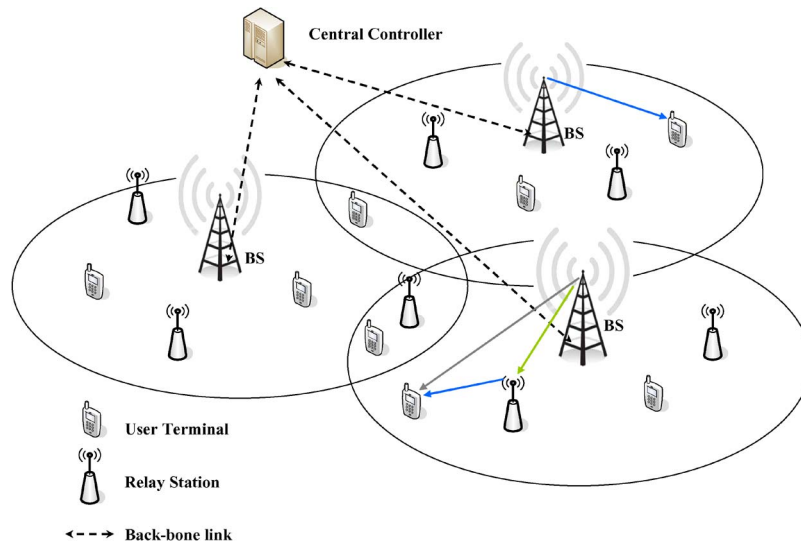 Central Controller
BS
BS
BS
User Terminal
Relay Station
Back-bone link